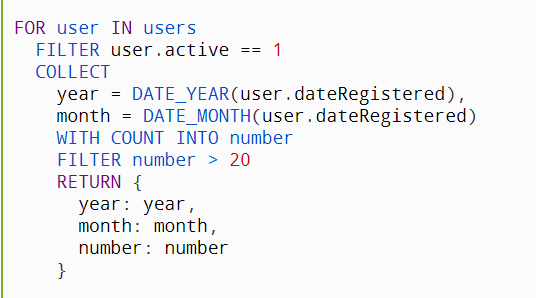 FOR user IN users
  FILTER user.active == 1
  COLLECT
    year = DATE_YEAR(user.dateRegistered),
    month = DATE_MONTH(user.dateRegistered)
    WITH COUNT INTO number
    FILTER number > 20
    RETURN {
      year: year,
      month: month,
      number: number
    }